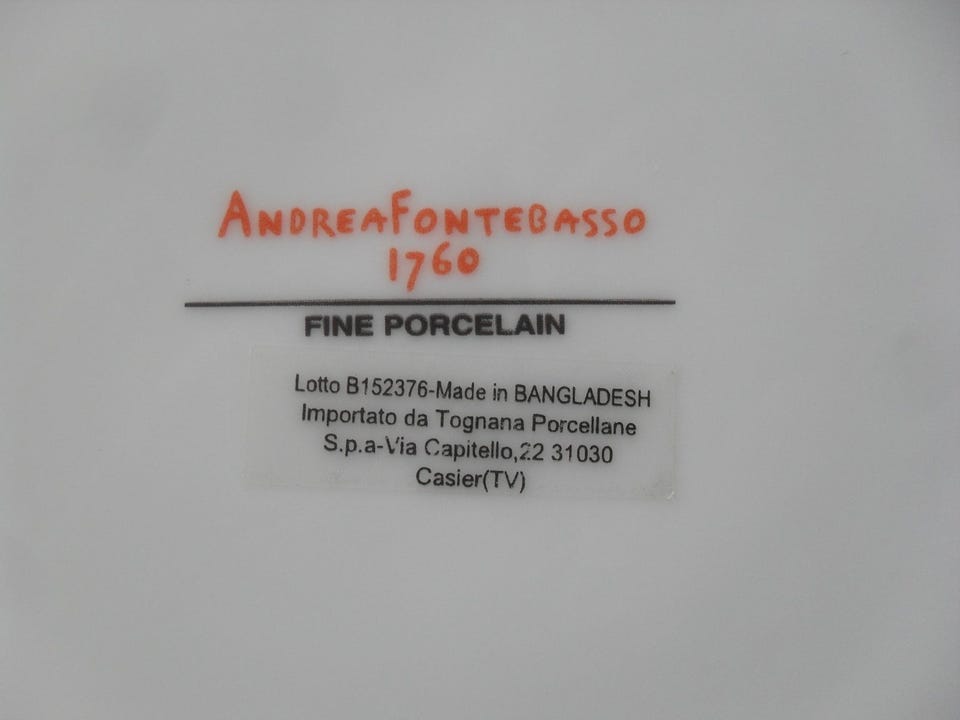 ANDREAFONTEBASSO
1760
FINE PORCELAIN
Lotto B152376-Made in BANGLADESH
Importato da Tognana Porcellane
S.p.a-Via Capitello,22 31030
Casier(TV)